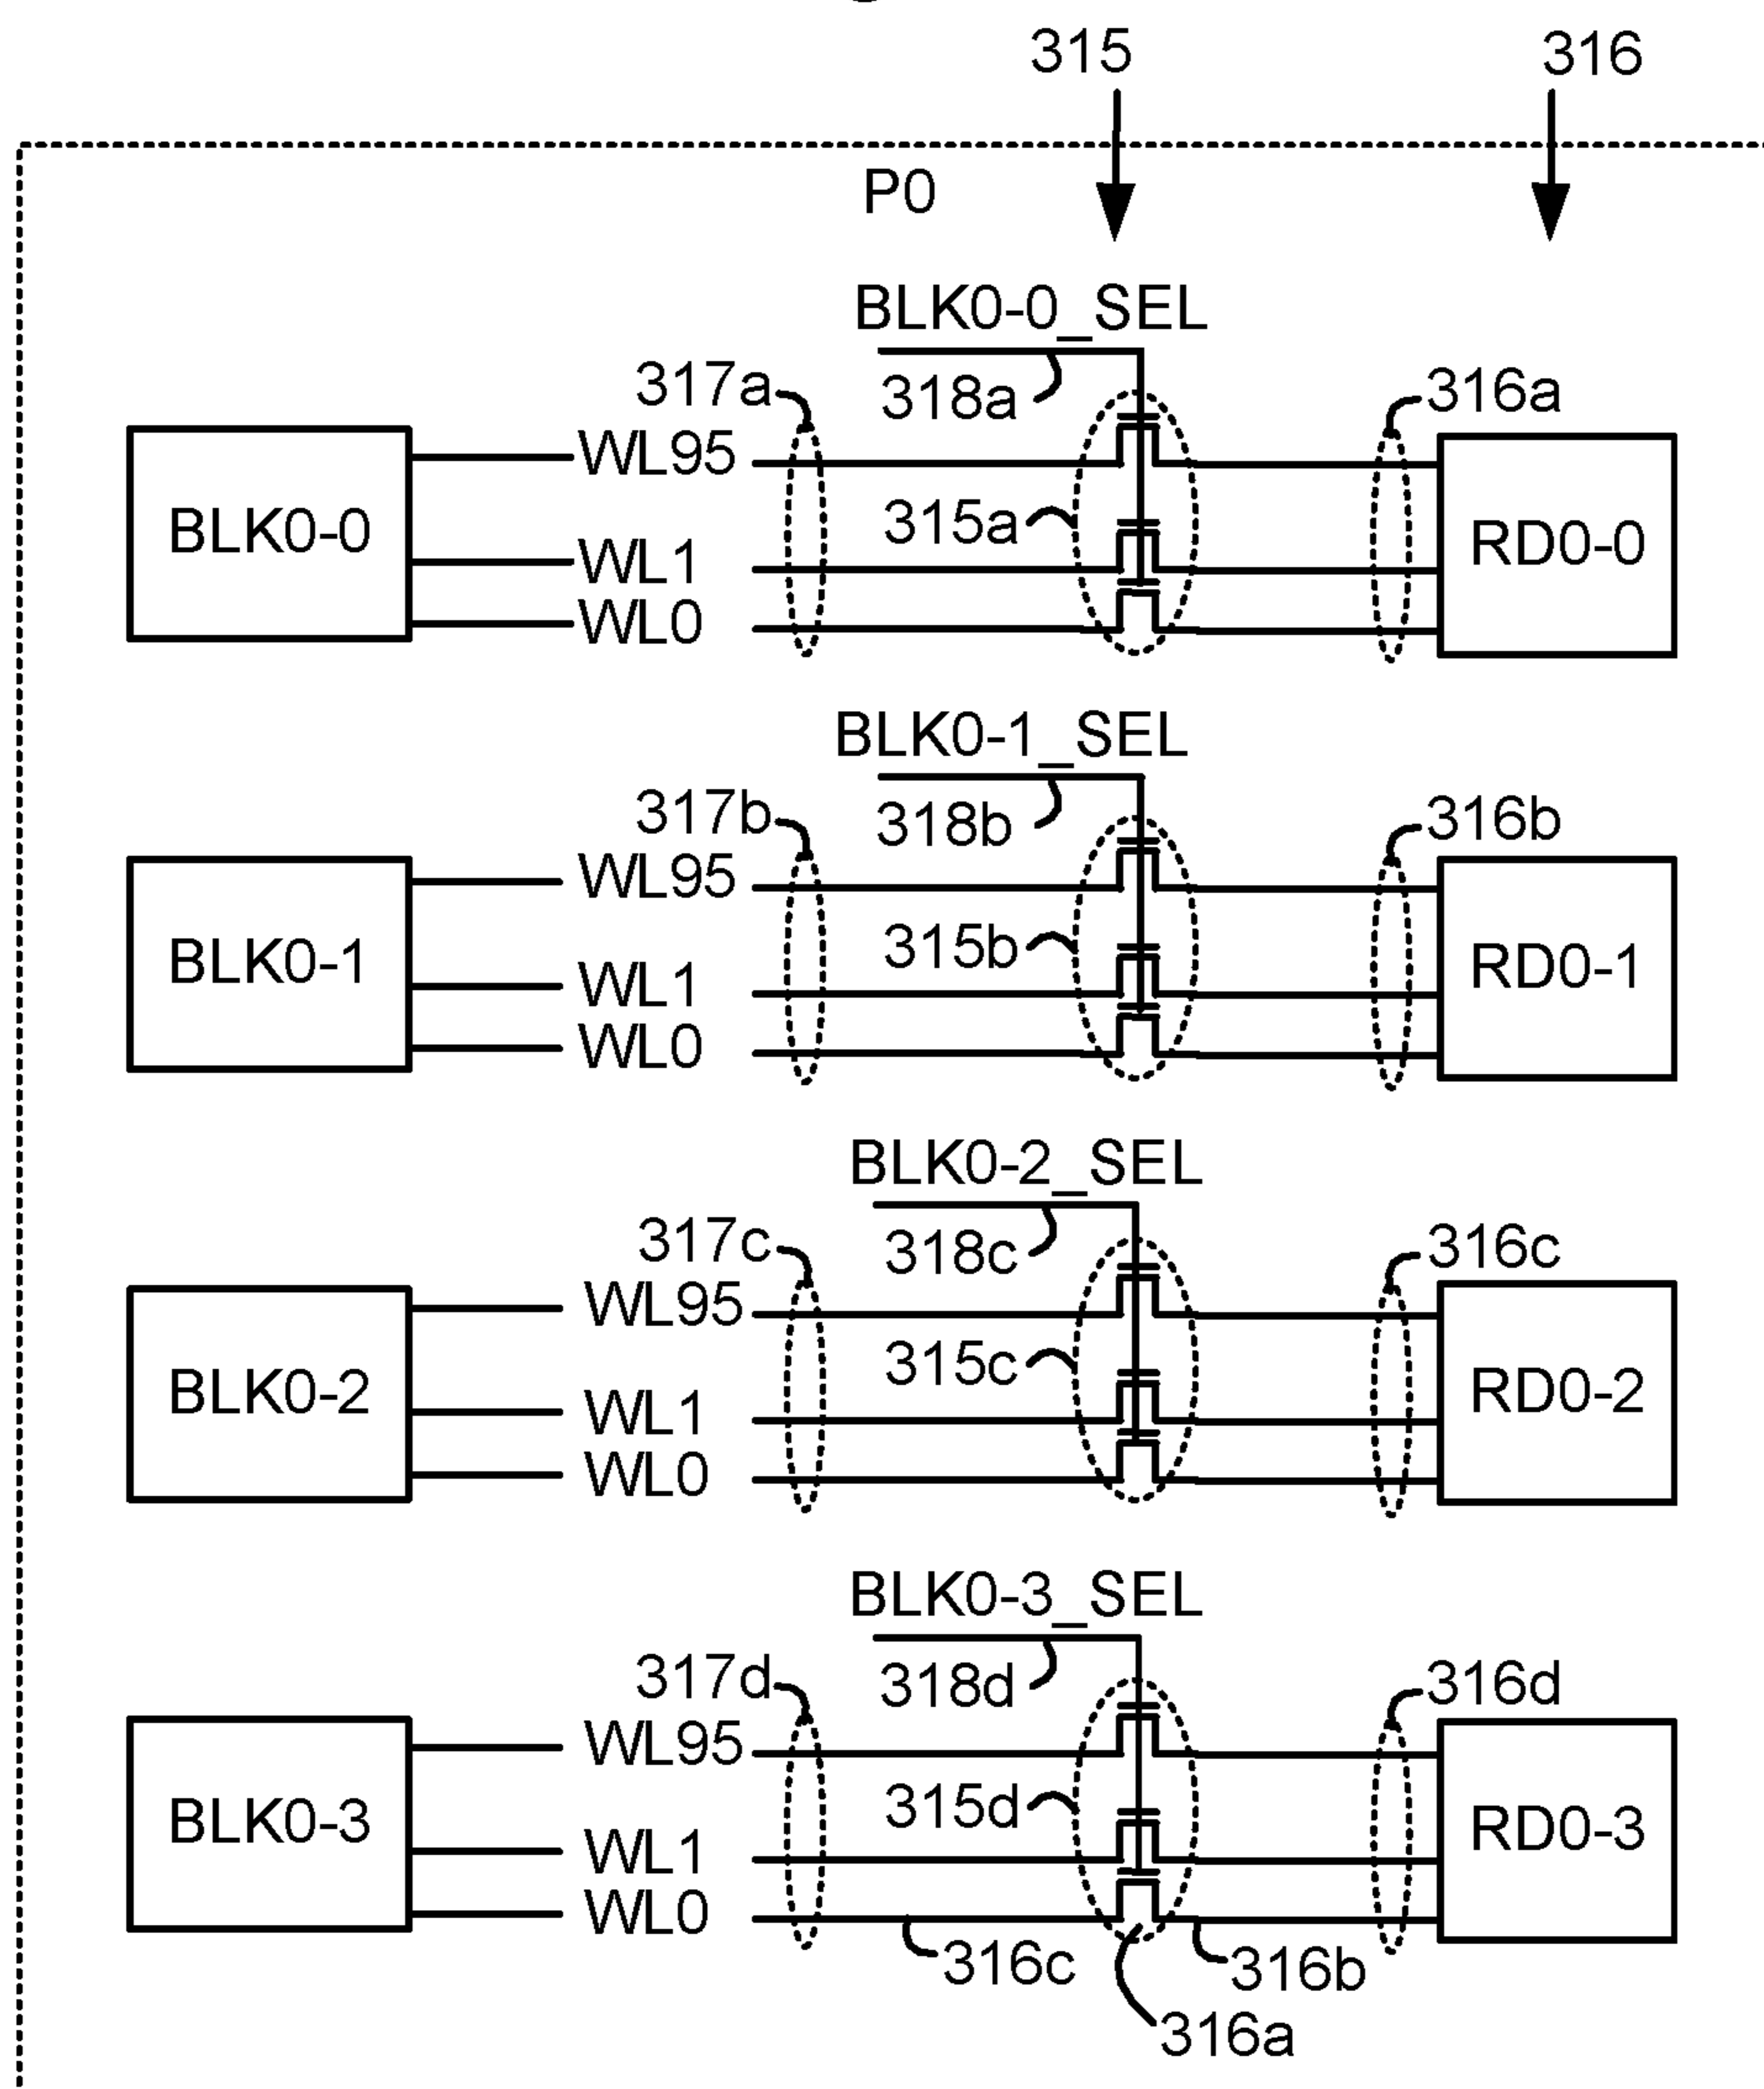 315 316
P0
BLK0-0_SEL
317a 318a 316a
WL95
BLK0-0 315a RD0-0
WL1
WL0
BLK0-1_SEL
317b 318b 316b
WL95
BLK0-1 315b RD0-1
WL1
WL0
BLK0-2_SEL
317c 318c 316c
WL95
BLK0-2 315c RD0-2
WL1
WL0
BLK0-3_SEL
317d 318d 316d
WL95
BLK0-3 315d RD0-3
WL1
WL0
316c 316b
316a